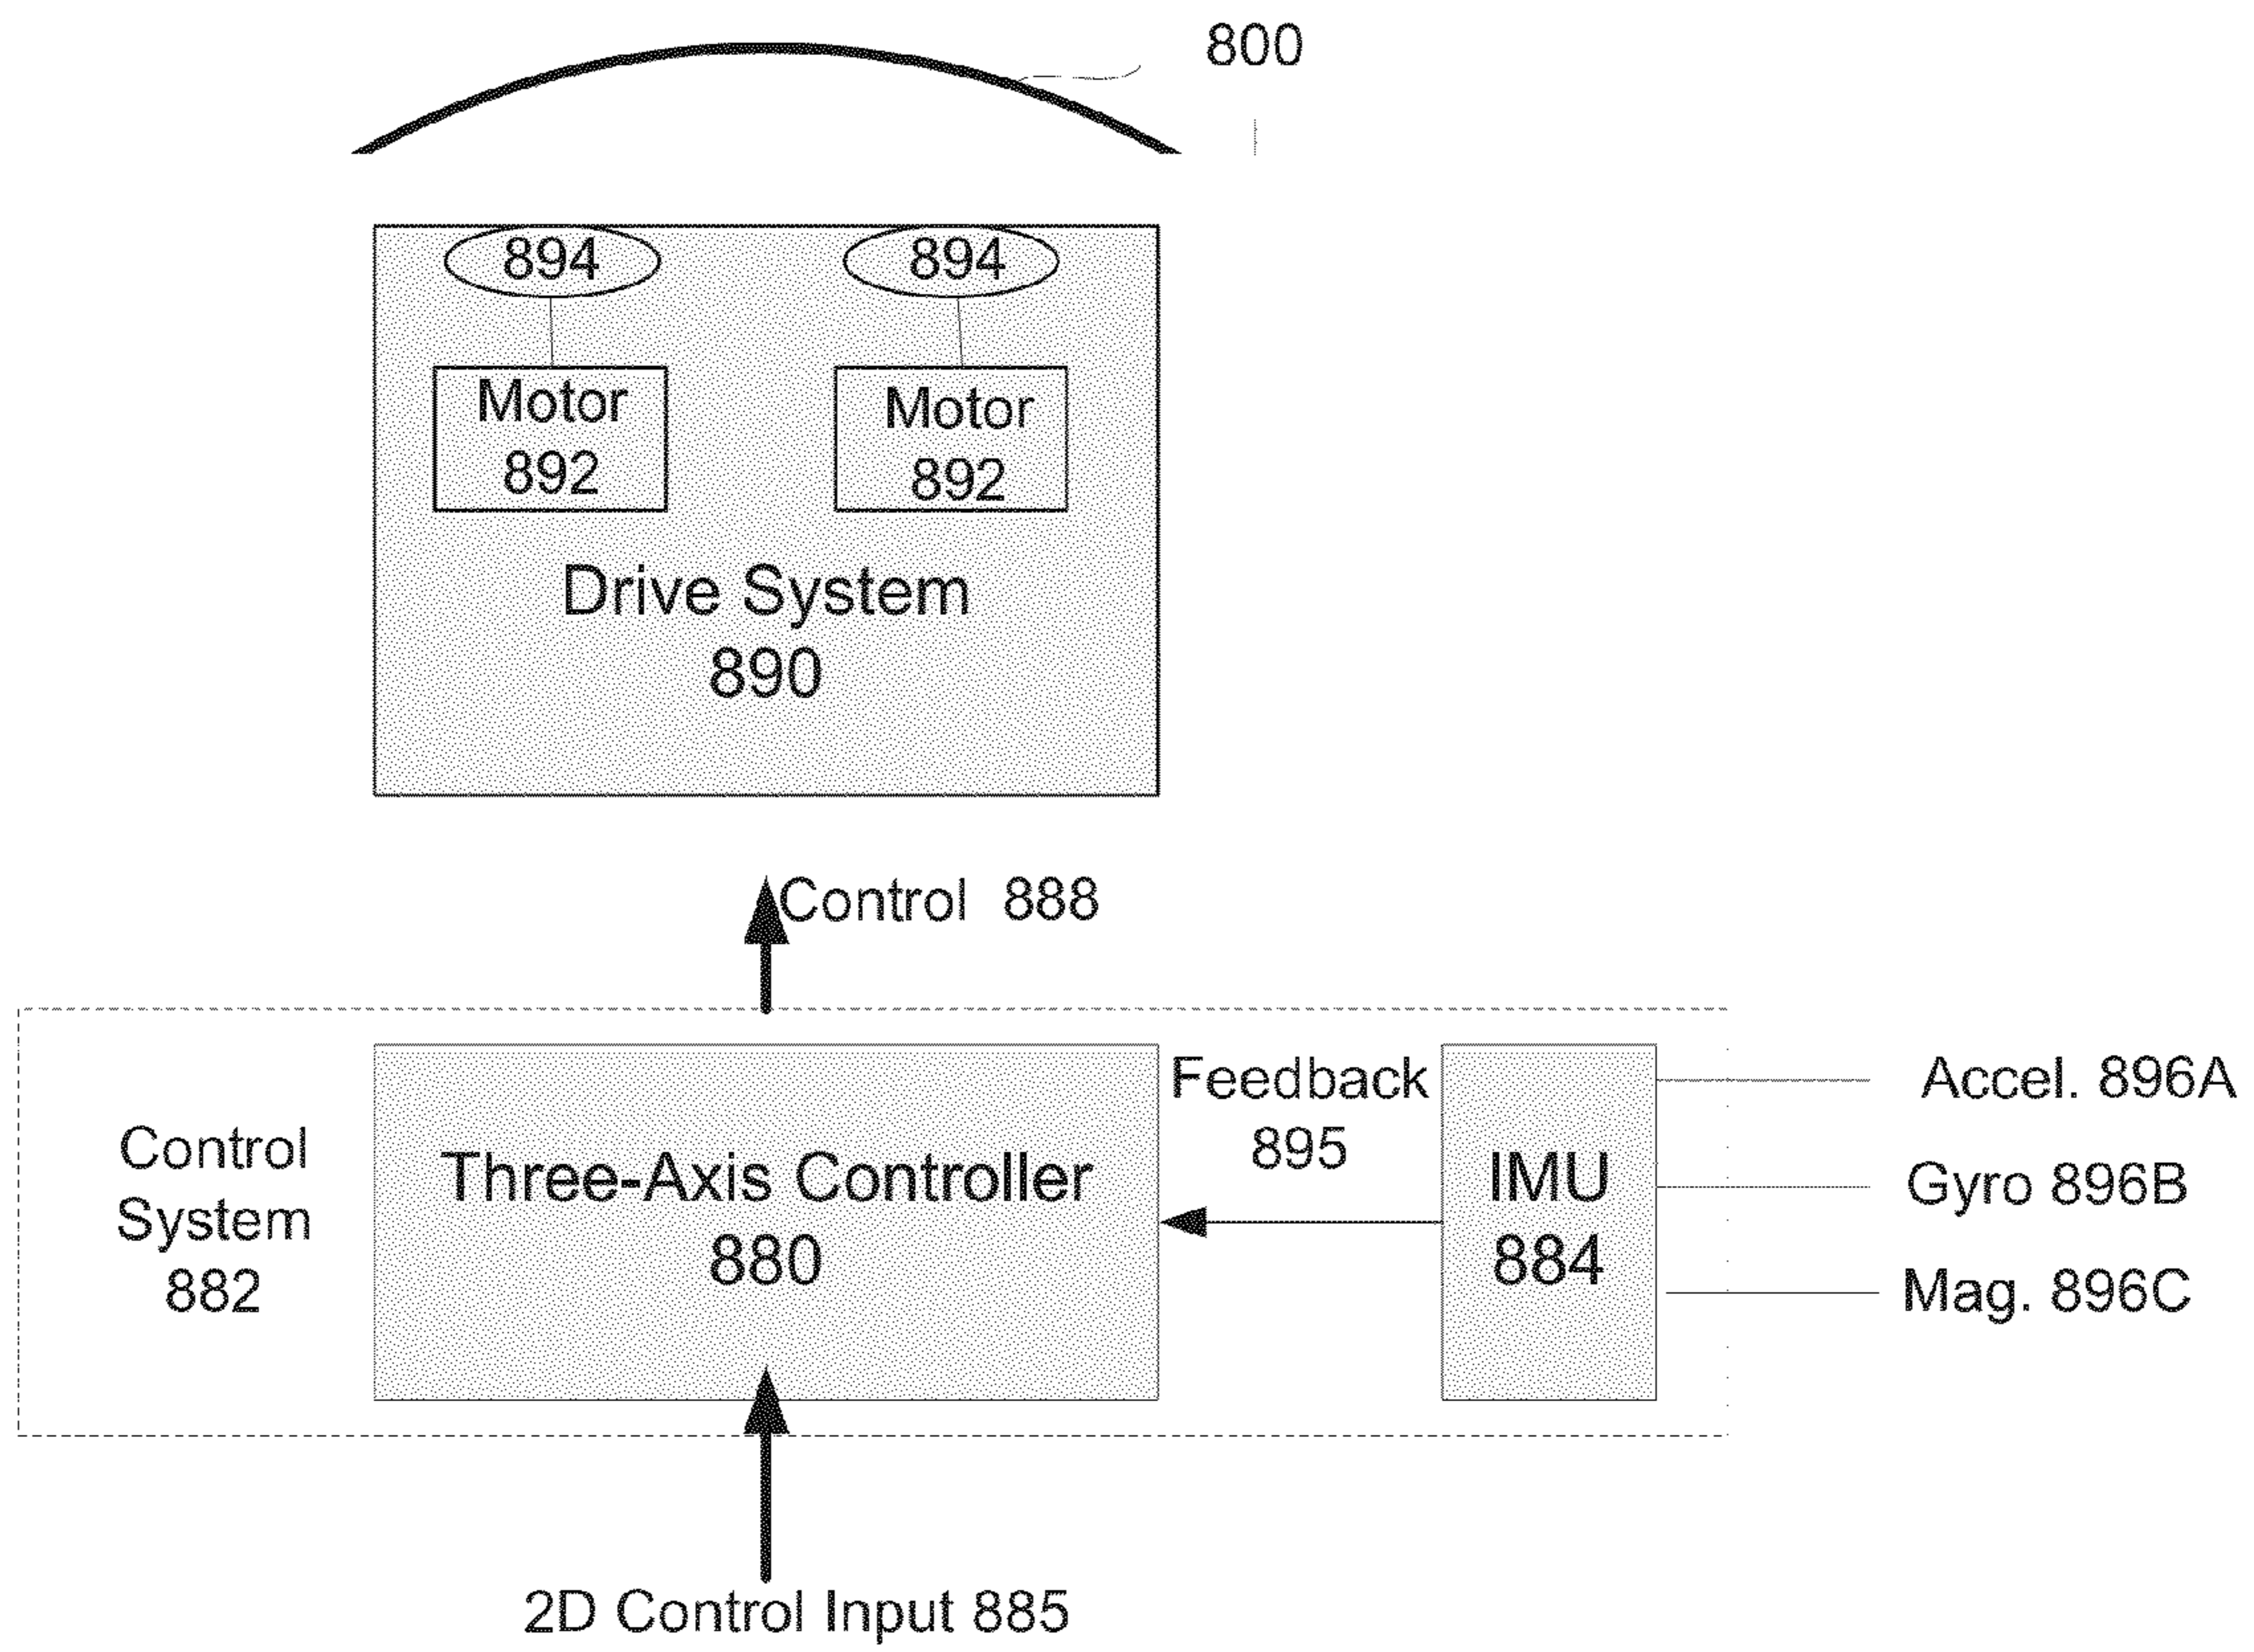 800
894
894
Motor
892
Motor
892
Drive System
890
Control 888
Control
System
882
Three-Axis Controller
880
Feedback
895
IMU
884
Accel. 896A
Gyro 896B
Mag. 896C
2D Control Input 885